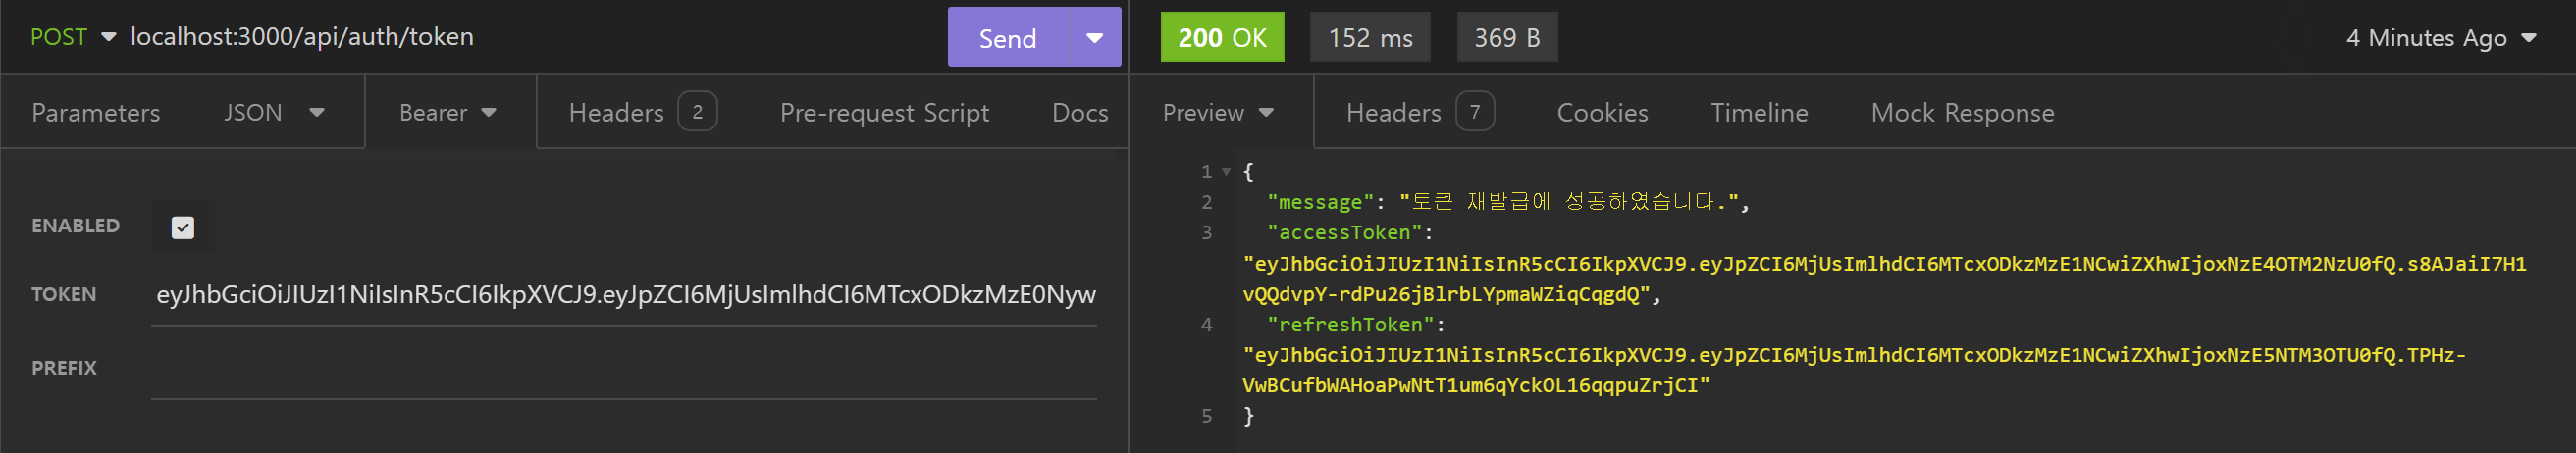 POST localhost:3000/api/auth/token Send 200 OK 152 ms 369 B 4 Minutes Ago
Parameters JSON Bearer Headers 2 Pre-request Script Docs Preview Headers 7 Cookies Timeline Mock Response
ENABLED
TOKEN eyJhbGciOiJIUzI1NiIsInR5cCI6IkpXVCJ9.eyJpZCI6MjUsImlhdCI6MTcxODkzMzE0Nyw
PREFIX
1 {
2 "message": "토큰 재발급에 성공하였습니다.",
3 "accessToken":
"eyJhbGciOiJIUzI1NiIsInR5cCI6IkpXVCJ9.eyJpZCI6MjUsImlhdCI6MTcxODkzMzE1NCwiZXhwIjoxNzE4OTM2NzU0fQ.s8AJaiI7H1
vQQdvpY-rdPu26jBlrbLYpmaWZiqCqgdQ",
4 "refreshToken":
"eyJhbGciOiJIUzI1NiIsInR5cCI6IkpXVCJ9.eyJpZCI6MjUsImlhdCI6MTcxODkzMzE1NCwiZXhwIjoxNzE5NTM3OTU0fQ.TPHz-
VwBCufbWAHoaPwNtT1um6qYckOL16qqpuZrjCI"
5 }